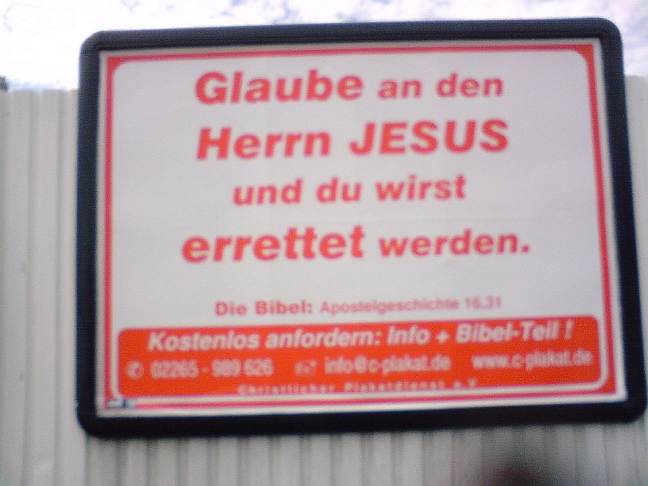 Glaube an den
Herrn JESUS
und du wirst
errettet werden.
Die Bibel: Apostelgeschichte 16,31
Kostenlos anfordern: Info + Bibel-Teil !
02265 - 989 626 info@c-plakat.de www.c-plakat.de
Christlicher Plakatdienst e.V